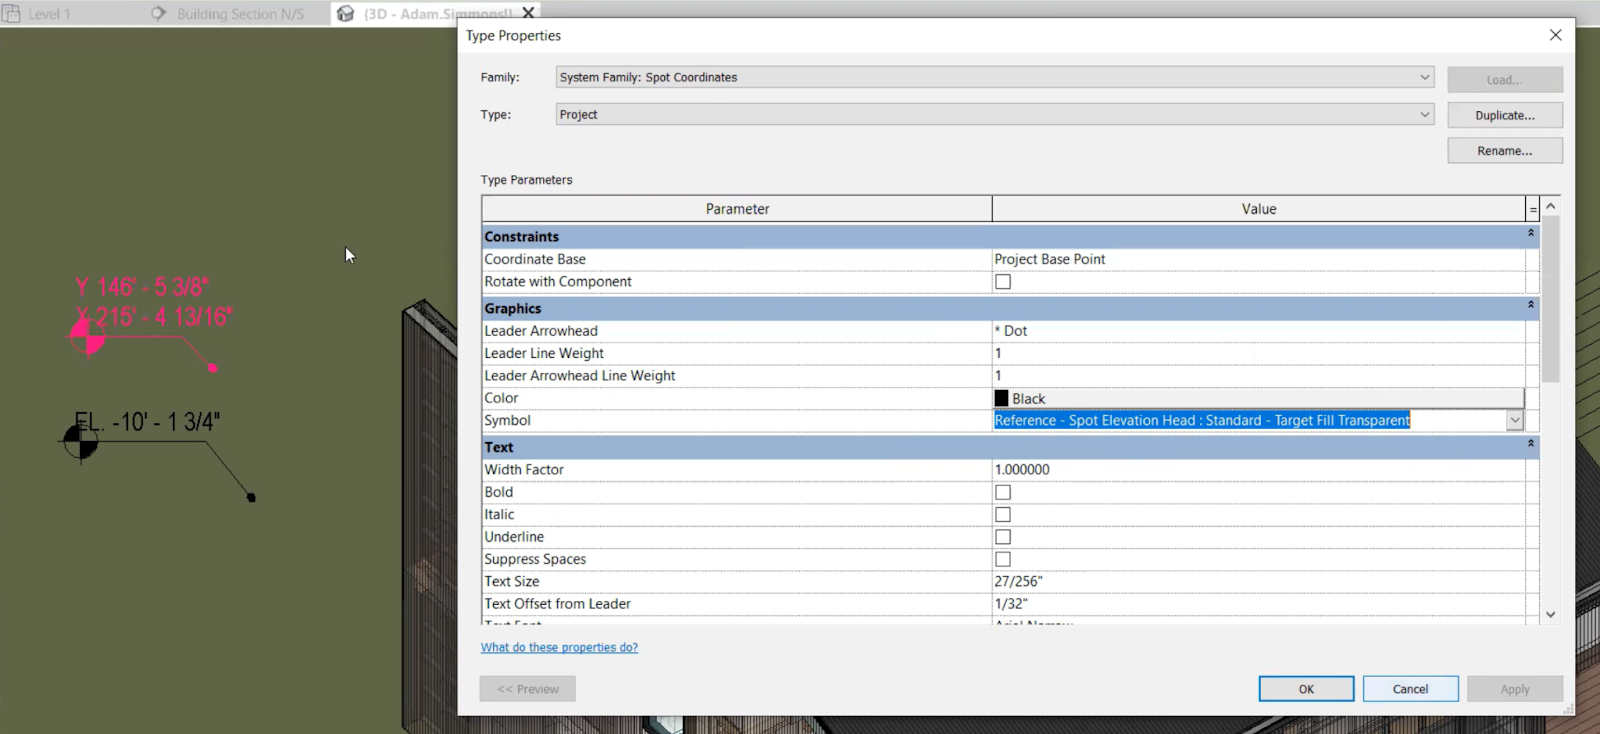 Level 1
Building Section N/S
(3D - Adam.Simmons!)
Type Properties
Family:
System Family: Spot Coordinates
Load...
Type:
Project
Duplicate...
Rename...
Type Parameters
Parameter
Value
=
Constraints
Coordinate Base
Project Base Point
Rotate with Component
Graphics
Leader Arrowhead
* Dot
Leader Line Weight
1
Leader Arrowhead Line Weight
1
Color
Black
Symbol
Reference - Spot Elevation Head : Standard - Target Fill Transparent
Text
Width Factor
1.000000
Bold
Italic
Underline
Suppress Spaces
Text Size
27/256"
Text Offset from Leader
1/32"
Text Font
Arial Narrow
What do these properties do?
<< Preview
OK
Cancel
Apply
Y 146' - 5 3/8"
X 215' - 4 13/16"
EL. -10' - 1 3/4"